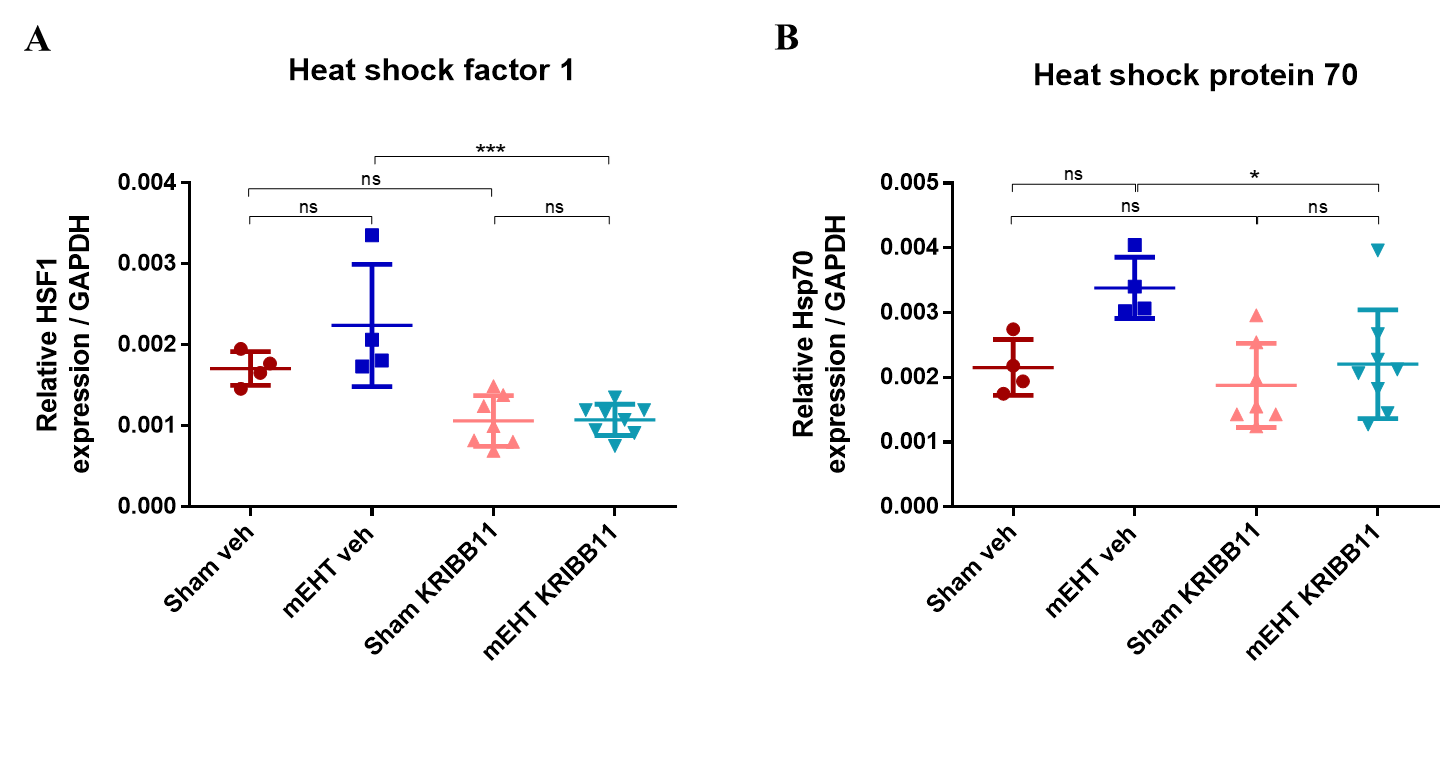 A
Heat shock factor 1
***
ns
ns
ns
0.004
0.003
0.002
0.001
0.000
Relative HSF1
expression / GAPDH
Sham veh
mEHT veh
Sham KRIBB11
mEHT KRIBB11
B
Heat shock protein 70
ns
*
ns
ns
0.005
0.004
0.003
0.002
0.001
0.000
Relative Hsp70
expression / GAPDH
Sham veh
mEHT veh
Sham KRIBB11
mEHT KRIBB11